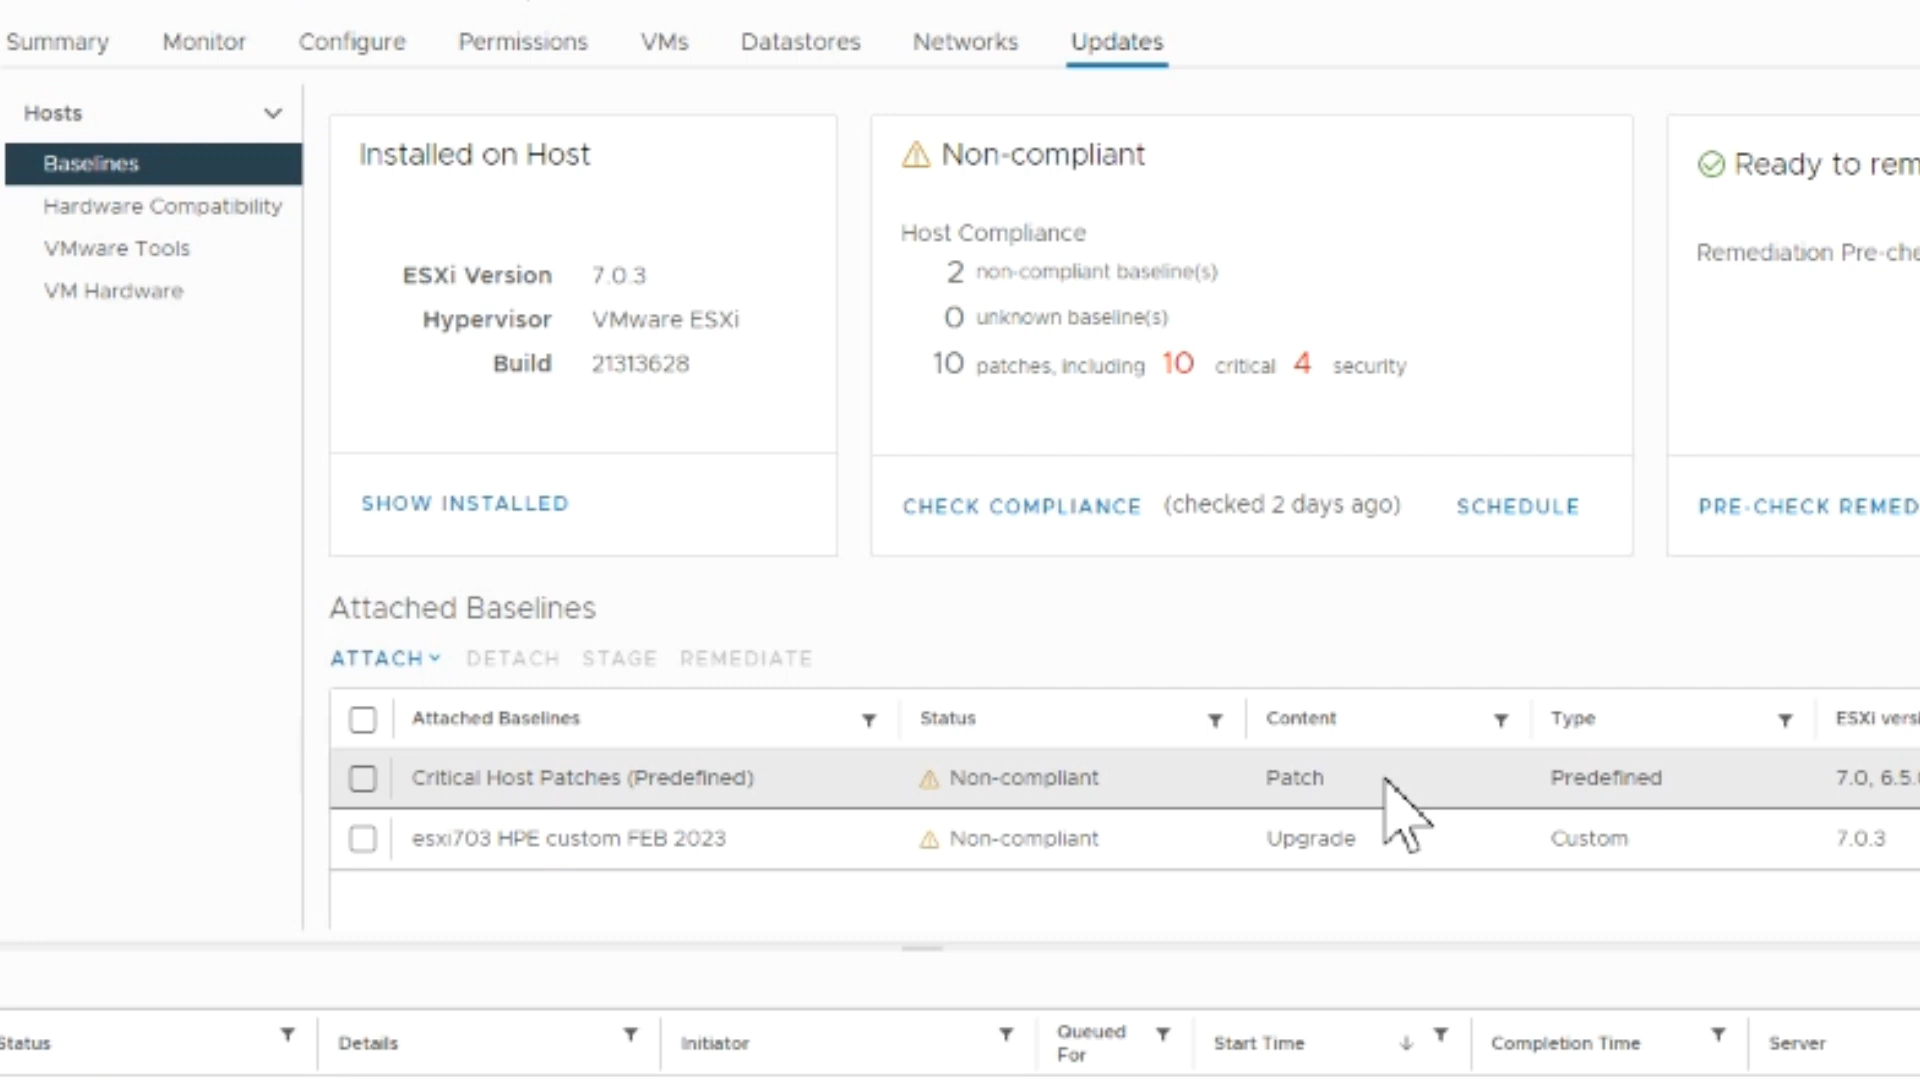 Summary Monitor Configure Permissions VMs Datastores Networks Updates
Hosts
Baselines
Hardware Compatibility
VMware Tools
VM Hardware
Installed on Host
ESXi Version 7.0.3
Hypervisor VMware ESXi
Build 21313628
SHOW INSTALLED
Non-compliant
Host Compliance
2 non-compliant baseline(s)
0 unknown baseline(s)
10 patches, including 10 critical 4 security
CHECK COMPLIANCE (checked 2 days ago) SCHEDULE
Ready to rem
Remediation Pre-che
PRE-CHECK REMED
Attached Baselines
ATTACH DETACH STAGE REMEDIATE
Attached Baselines Status Content Type ESXi versi
Critical Host Patches (Predefined) Non-compliant Patch Predefined 7.0, 6.5.
esxi703 HPE custom FEB 2023 Non-compliant Upgrade Custom 7.0.3
Status Details Initiator Queued For Start Time Completion Time Server